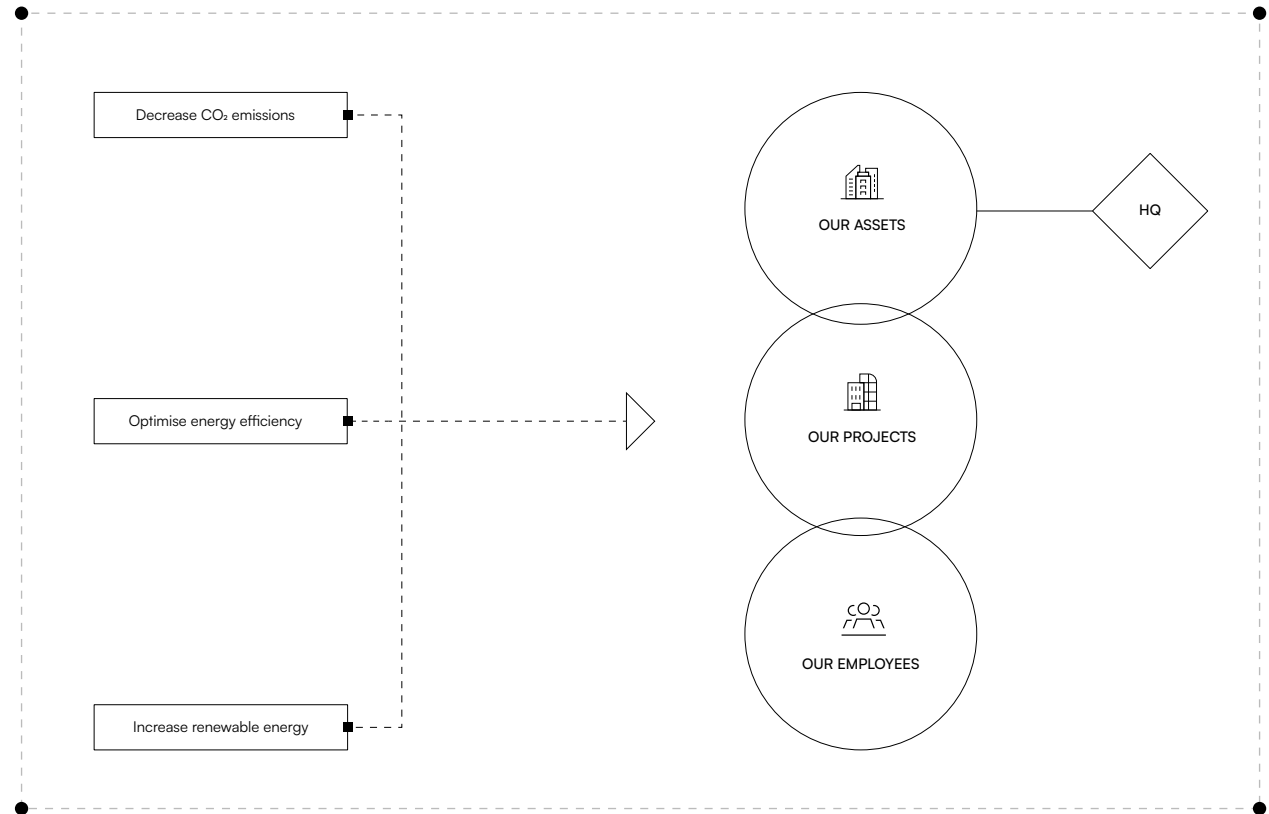 Decrease CO₂ emissions
OUR ASSETS
HQ
Optimise energy efficiency
OUR PROJECTS
Increase renewable energy
OUR EMPLOYEES